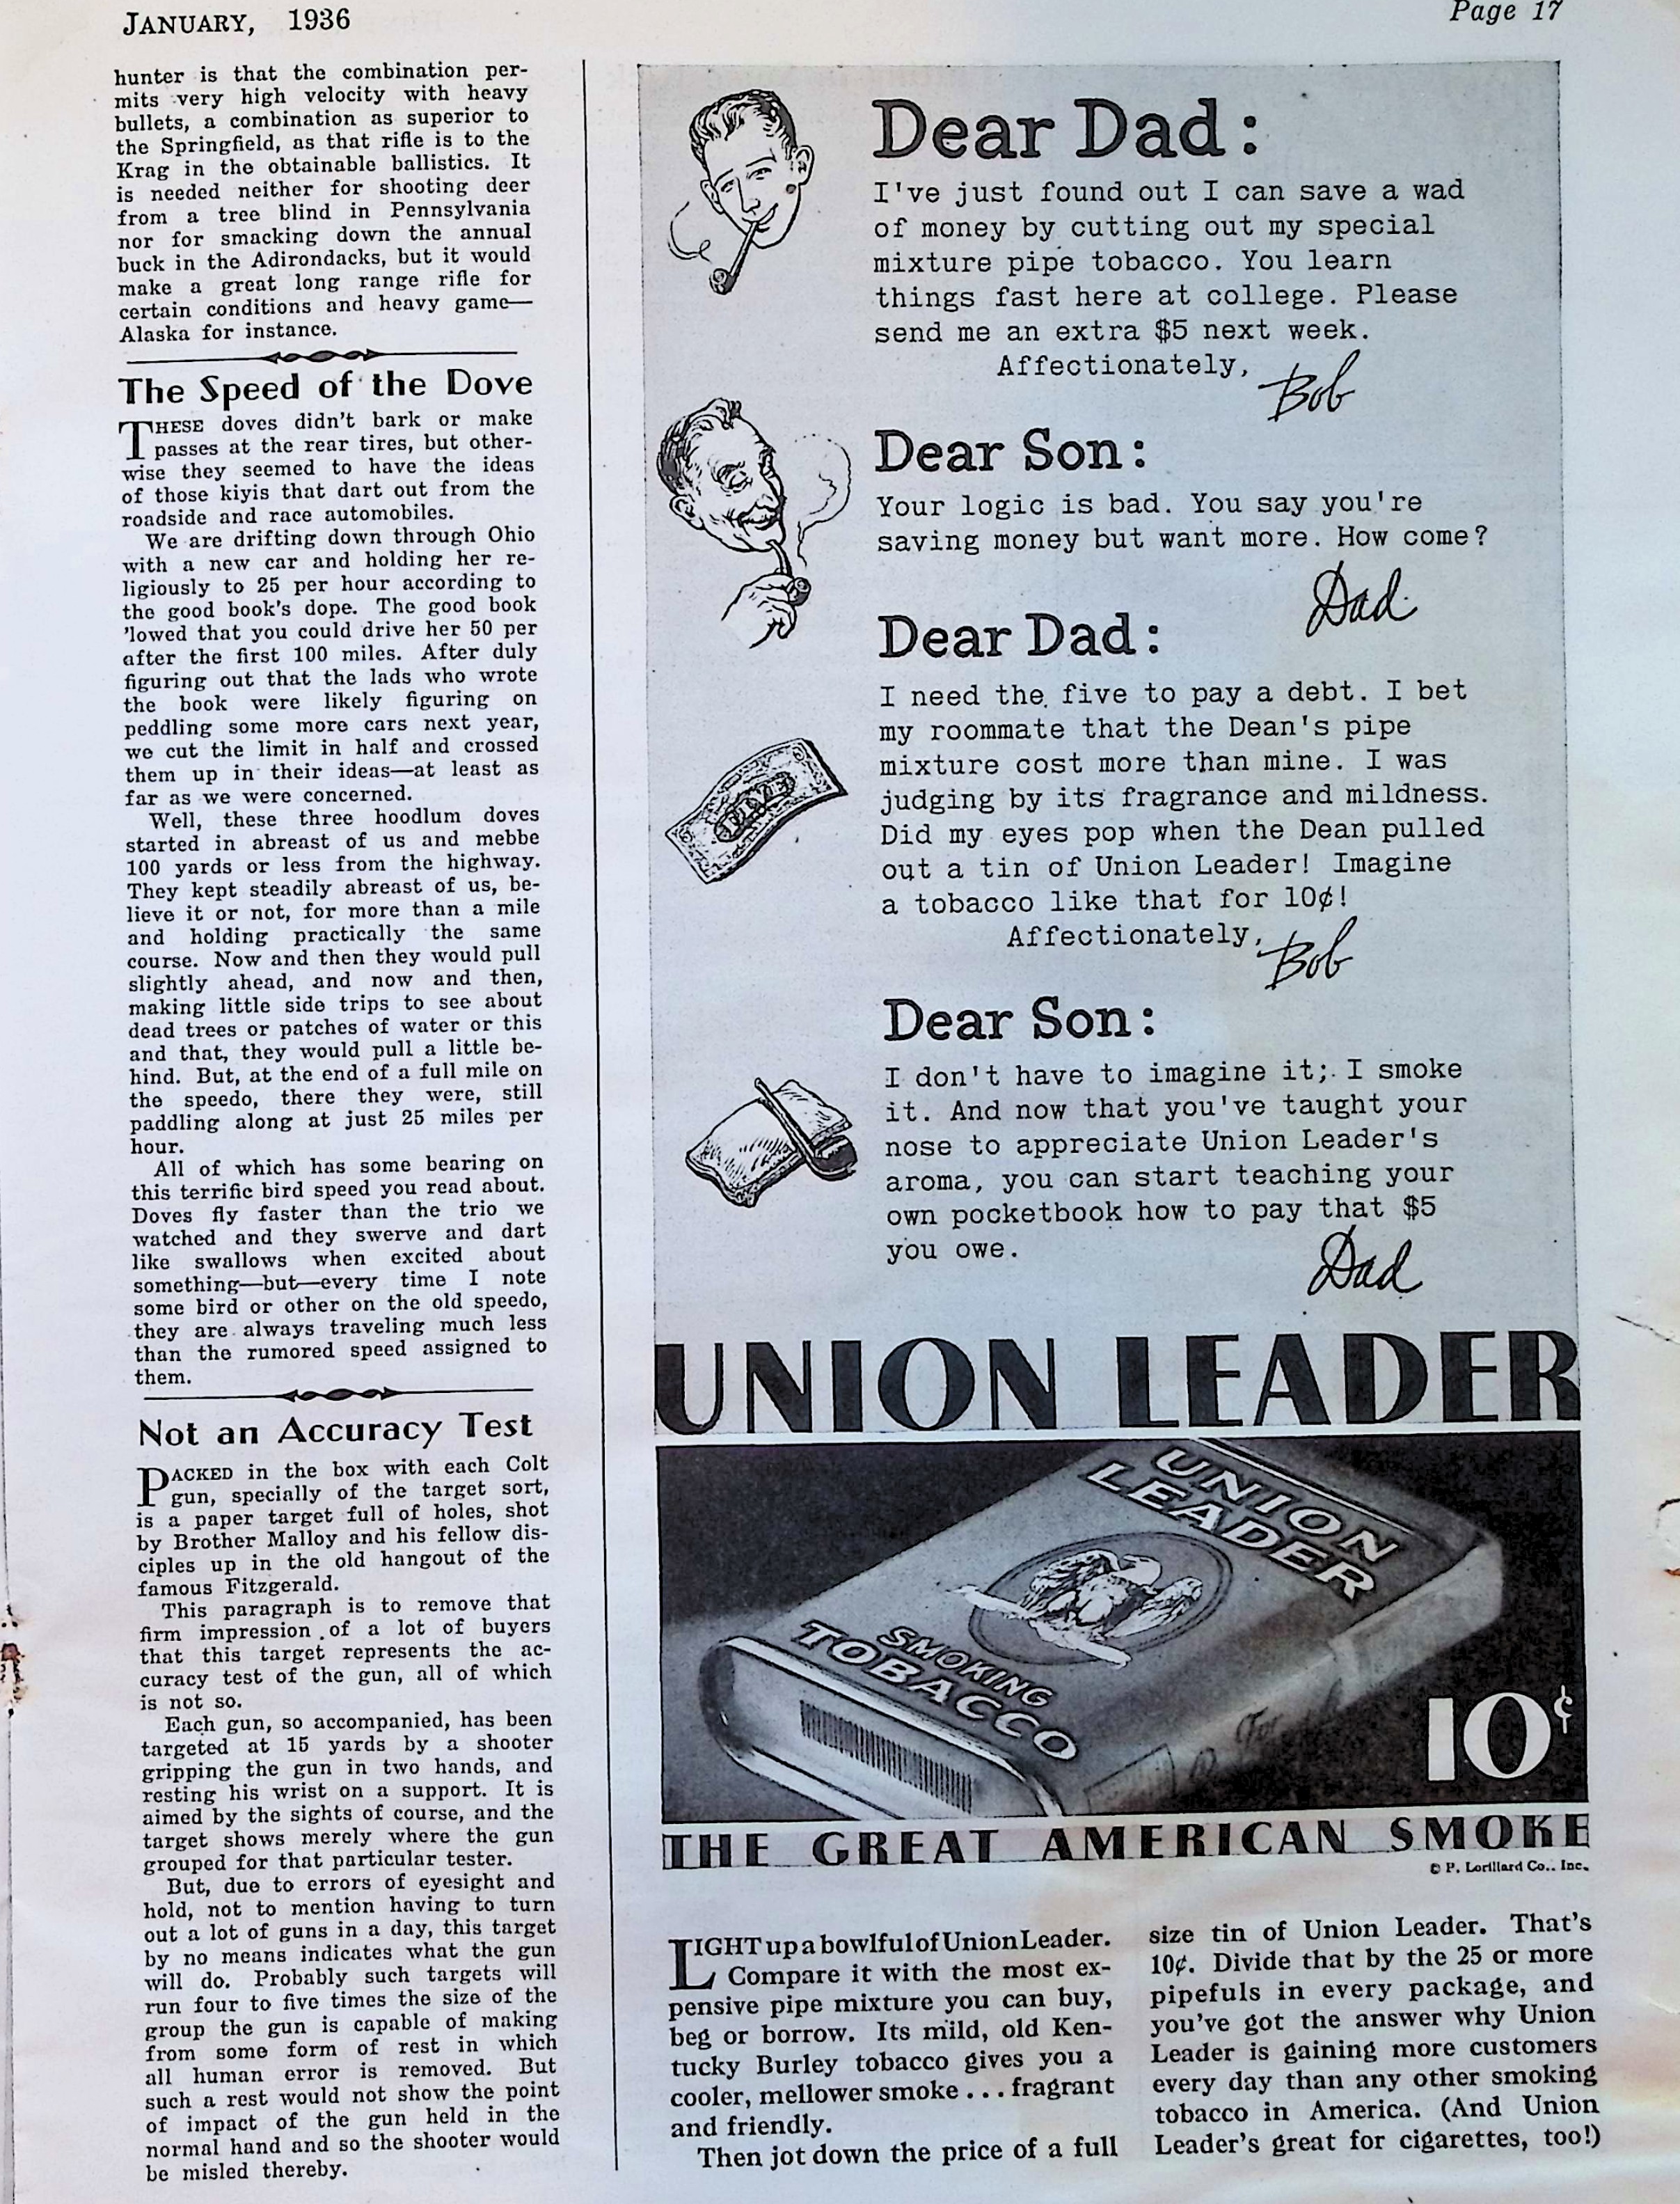 JANUARY, 1936
Page 17
hunter is that the combination per-
mits very high velocity with heavy
bullets, a combination as superior to
the Springfield, as that rifle is to the
Krag in the obtainable ballistics. It
is needed neither for shooting deer
from a tree blind in Pennsylvania
nor for smacking down the annual
buck in the Adirondacks, but it would
make a great long range rifle for
certain conditions and heavy game—
Alaska for instance.
The Speed of the Dove
THESE doves didn't bark or make
passes at the rear tires, but other-
wise they seemed to have the ideas
of those kiyis that dart out from the
roadside and race automobiles.
We are drifting down through Ohio
with a new car and holding her re-
ligiously to 25 per hour according to
the good book's dope. The good book
'lowed that you could drive her 50 per
after the first 100 miles. After duly
figuring out that the lads who wrote
the book were likely figuring on
peddling some more cars next year,
we cut the limit in half and crossed
them up in their ideas—at least as
far as we were concerned.
Well, these three hoodlum doves
started in abreast of us and mebbe
100 yards or less from the highway.
They kept steadily abreast of us, be-
lieve it or not, for more than a mile
and holding practically the same
course. Now and then they would pull
slightly ahead, and now and then,
making little side trips to see about
dead trees or patches of water or this
and that, they would pull a little be-
hind. But, at the end of a full mile on
the speedo, there they were, still
paddling along at just 25 miles per
hour.
All of which has some bearing on
this terrific bird speed you read about.
Doves fly faster than the trio we
watched and they swerve and dart
like swallows when excited about
something—but—every time I note
some bird or other on the old speedo,
they are always traveling much less
than the rumored speed assigned to
them.
Not an Accuracy Test
PACKED in the box with each Colt
gun, specially of the target sort,
is a paper target full of holes, shot
by Brother Malloy and his fellow dis-
ciples up in the old hangout of the
famous Fitzgerald.
This paragraph is to remove that
firm impression of a lot of buyers
that this target represents the ac-
curacy test of the gun, all of which
is not so.
Each gun, so accompanied, has been
targeted at 15 yards by a shooter
gripping the gun in two hands, and
resting his wrist on a support. It is
aimed by the sights of course, and the
target shows merely where the gun
grouped for that particular tester.
But, due to errors of eyesight and
hold, not to mention having to turn
out a lot of guns in a day, this target
by no means indicates what the gun
will do. Probably such targets will
run four to five times the size of the
group the gun is capable of making
from some form of rest in which
all human error is removed. But
such a rest would not show the point
of impact of the gun held in the
normal hand and so the shooter would
be misled thereby.
Dear Dad:
I've just found out I can save a wad
of money by cutting out my special
mixture pipe tobacco. You learn
things fast here at college. Please
send me an extra $5 next week.
Affectionately,
Bob
Dear Son:
Your logic is bad. You say you're
saving money but want more. How come?
Dad
Dear Dad:
I need the five to pay a debt. I bet
my roommate that the Dean's pipe
mixture cost more than mine. I was
judging by its fragrance and mildness.
Did my eyes pop when the Dean pulled
out a tin of Union Leader! Imagine
a tobacco like that for 10¢!
Affectionately,
Bob
FIVE
Dear Son:
I don't have to imagine it; I smoke
it. And now that you've taught your
nose to appreciate Union Leader's
aroma, you can start teaching your
own pocketbook how to pay that $5
you owe.
Dad
UNION LEADER
UNION
LEADER
SMOKING
TOBACCO
10¢
THE GREAT AMERICAN SMOKE
© P. Lorillard Co., Inc.
LIGHT up a bowlful of Union Leader.
Compare it with the most ex-
pensive pipe mixture you can buy,
beg or borrow. Its mild, old Ken-
tucky Burley tobacco gives you a
cooler, mellower smoke . . . fragrant
and friendly.
Then jot down the price of a full
size tin of Union Leader. That's
10¢. Divide that by the 25 or more
pipefuls in every package, and
you've got the answer why Union
Leader is gaining more customers
every day than any other smoking
tobacco in America. (And Union
Leader's great for cigarettes, too!)